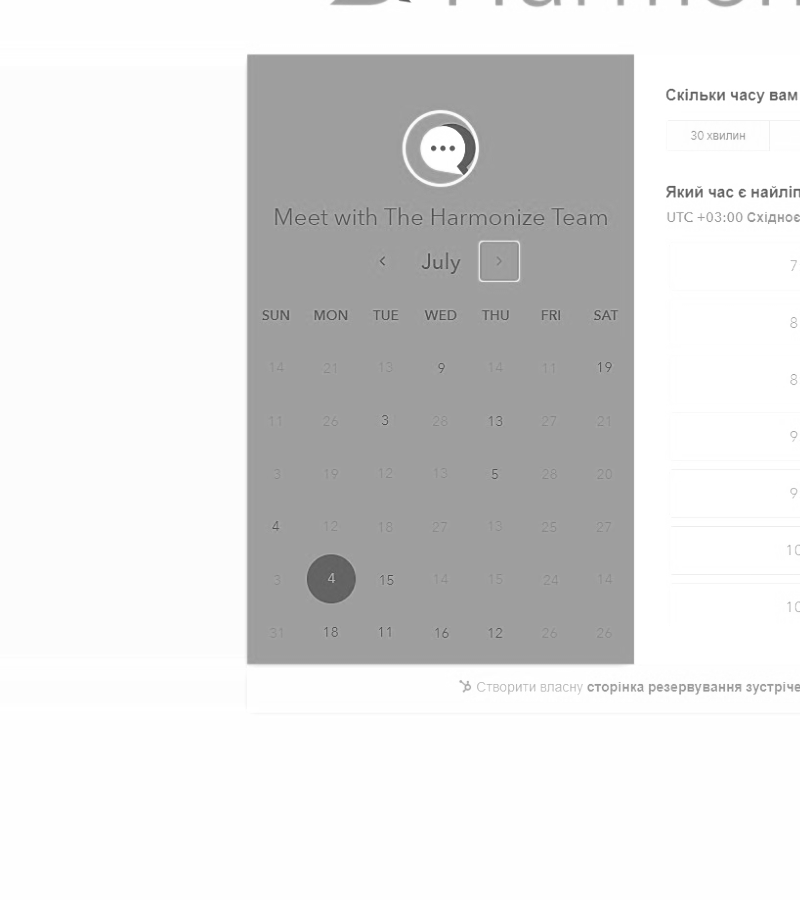 Meet with The Harmonize Team
July
SUN MON TUE WED THU FRI SAT
14 21 13 9 14 11 19
11 26 3 28 13 27 21
3 19 12 13 5 28 20
4 12 18 27 13 25 27
3 4 15 14 15 24 14
31 18 11 16 12 26 26
Скільки часу вам
30 хвилин
Який час є найліп
UTC +03:00 Східноє
7
8
8
9
9
10
10
Створити власну сторінка резервування зустріче